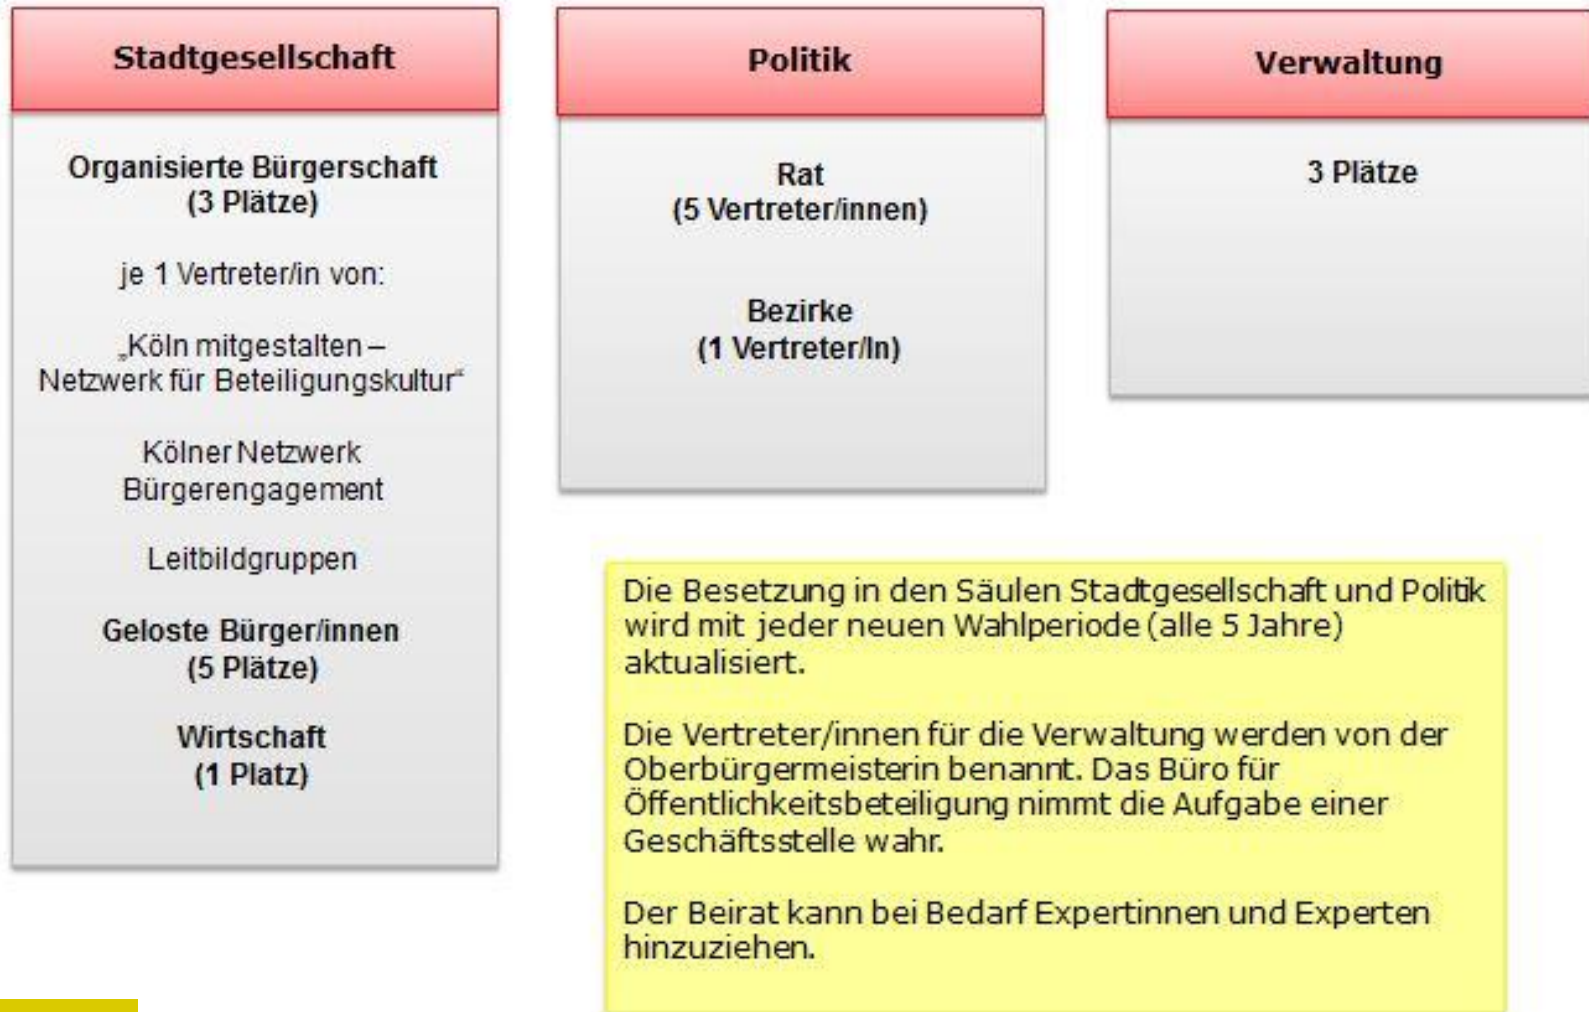 Stadtgesellschaft
Organisierte Bürgerschaft
(3 Plätze)
je 1 Vertreter/in von:
„Köln mitgestalten –
Netzwerk für Beteiligungskultur“
Kölner Netzwerk
Bürgerengagement
Leitbildgruppen
Geloste Bürger/innen
(5 Plätze)
Wirtschaft
(1 Platz)
Politik
Rat
(5 Vertreter/innen)
Bezirke
(1 Vertreter/In)
Verwaltung
3 Plätze
Die Besetzung in den Säulen Stadtgesellschaft und Politik
wird mit jeder neuen Wahlperiode (alle 5 Jahre)
aktualisiert.
Die Vertreter/innen für die Verwaltung werden von der
Oberbürgermeisterin benannt. Das Büro für
Öffentlichkeitsbeteiligung nimmt die Aufgabe einer
Geschäftsstelle wahr.
Der Beirat kann bei Bedarf Expertinnen und Experten
hinzuziehen.